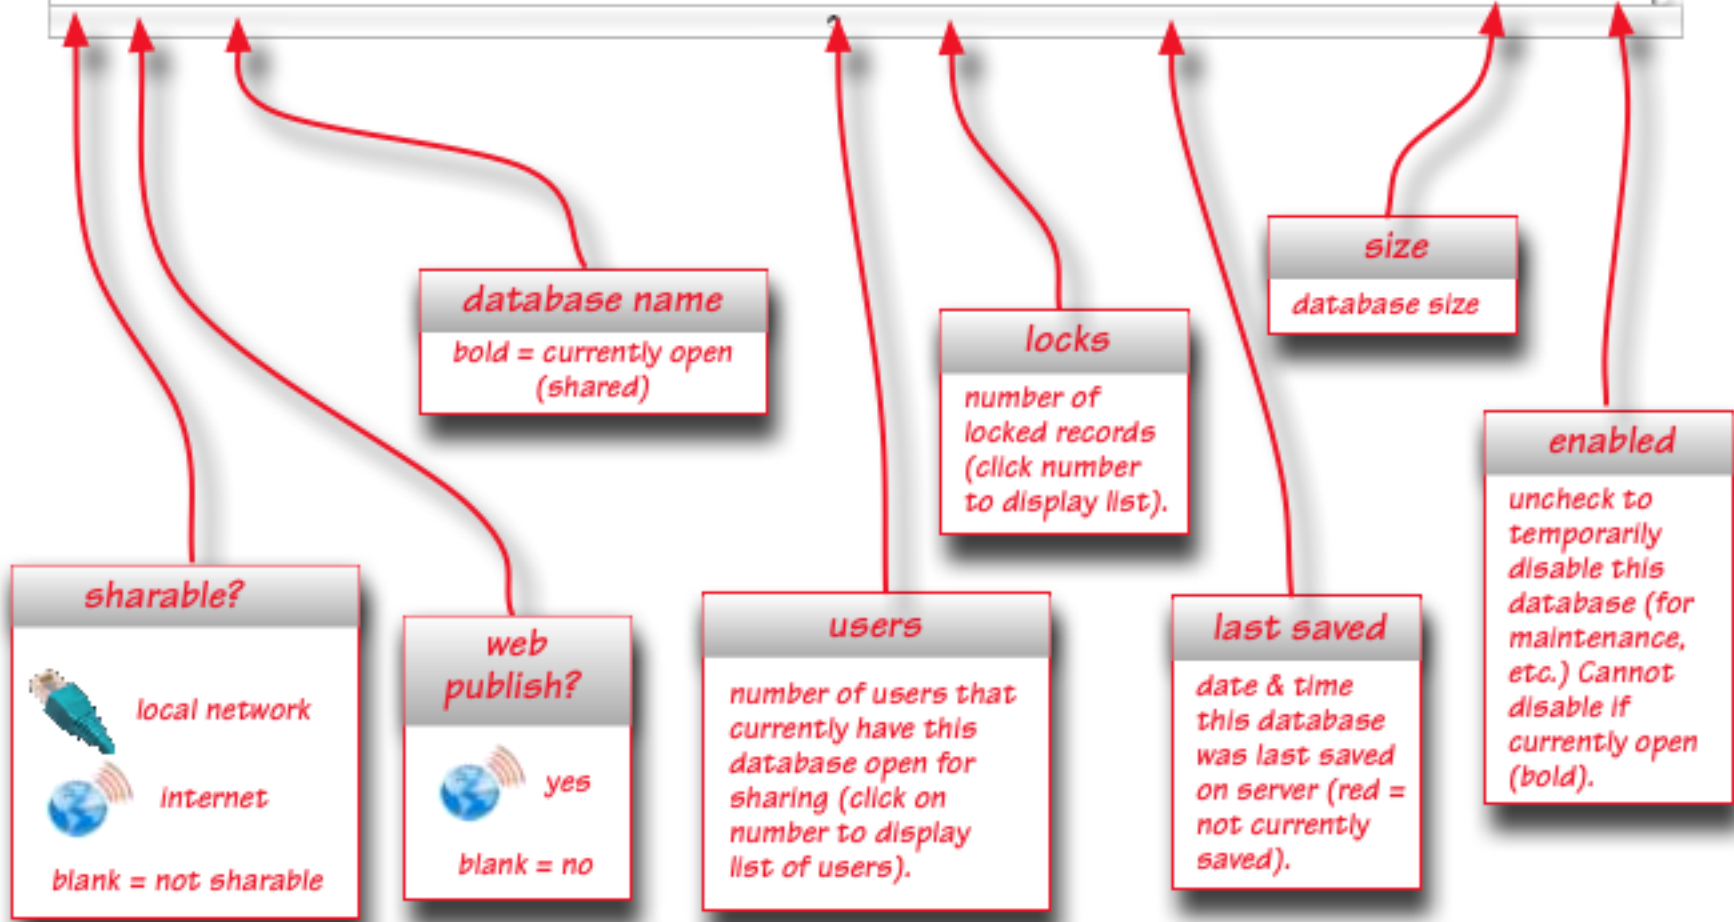 sharable?
local network
internet
blank = not sharable
web
publish?
yes
blank = no
database name
bold = currently open
(shared)
users
number of users that
currently have this
database open for
sharing (click on
number to display
list of users).
locks
number of
locked records
(click number
to display list).
last saved
date & time
this database
was last saved
on server (red =
not currently
saved).
size
database size
enabled
uncheck to
temporarily
disable this
database (for
maintenance,
etc.) Cannot
disable if
currently open
(bold).